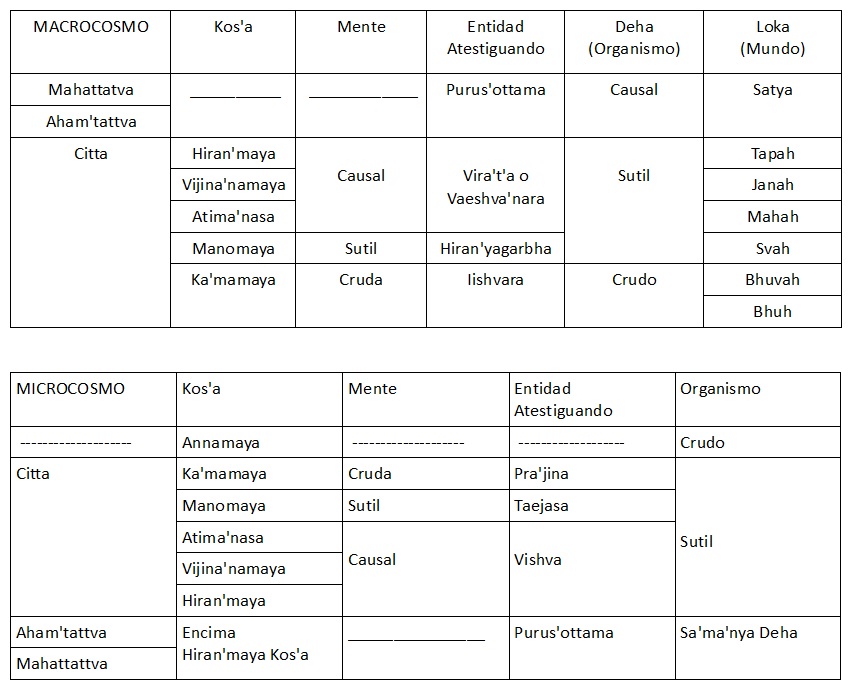 MACROCOSMO Kos'a Mente Entidad Atestiguando Deha (Organismo) Loka (Mundo)
Mahattatva ___________ _____________ Purus'ottama Causal Satya
Aham'tattva
Citta Hiran'maya Causal Vira't'a o Vaeshva'nara Sutil Tapah
Vijina'namaya Janah
Atima'nasa Mahah
Manomaya Sutil Hiran'yagarbha Svah
Ka'mamaya Cruda Iishvara Crudo Bhuvah
Bhuh
MICROCOSMO Kos'a Mente Entidad Atestiguando Organismo
-------------------- Annamaya -------------------- ------------------- Crudo
Citta Ka'mamaya Cruda Pra'jina Sutil
Manomaya Sutil Taejasa
Atima'nasa Causal Vishva
Vijina'namaya
Hiran'maya
Aham'tattva Encima Hiran'maya Kos'a ________________ Purus'ottama Sa'ma'nya Deha
Mahattattva